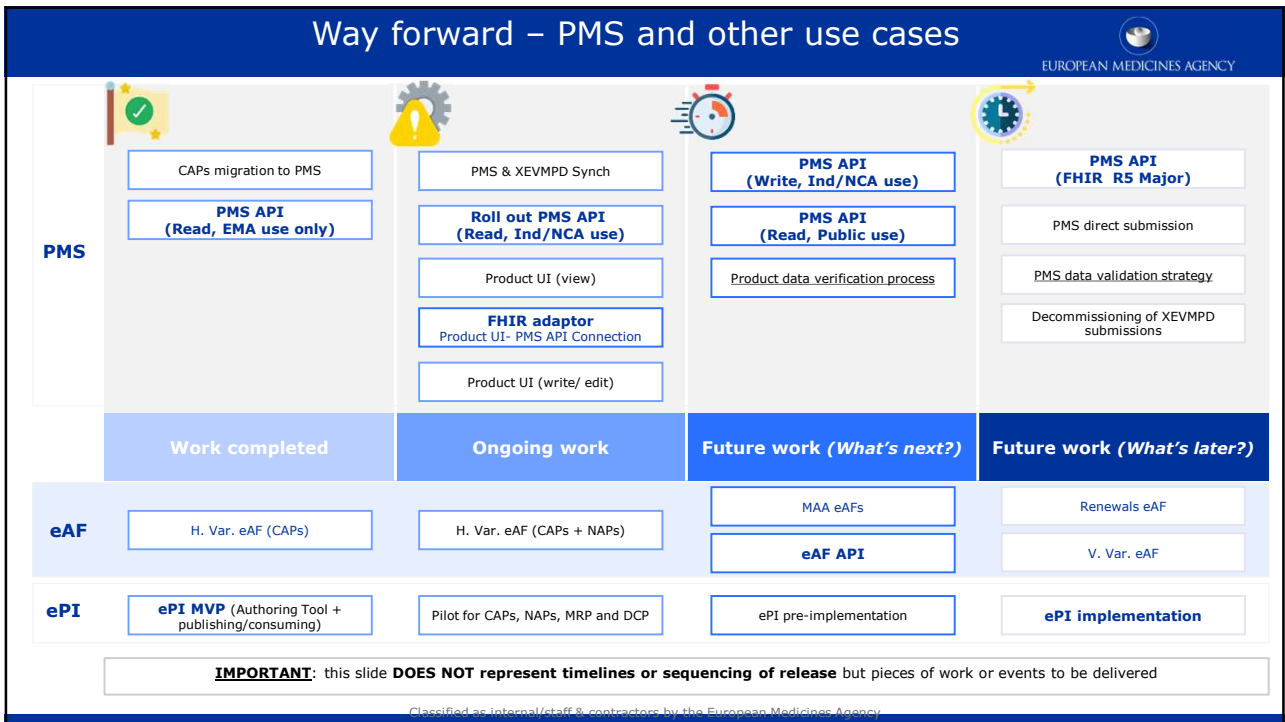 Way forward – PMS and other use cases
EUROPEAN MEDICINES AGENCY
PMS
CAPs migration to PMS
PMS API
(Read, EMA use only)
PMS & XEVMPD Synch
Roll out PMS API
(Read, Ind/NCA use)
Product UI (view)
FHIR adaptor
Product UI- PMS API Connection
Product UI (write/ edit)
PMS API
(Write, Ind/NCA use)
PMS API
(Read, Public use)
Product data verification process
PMS API
(FHIR R5 Major)
PMS direct submission
PMS data validation strategy
Decommissioning of XEVMPD
submissions
Work completed
Ongoing work
Future work (What's next?)
Future work (What's later?)
eAF
H. Var. eAF (CAPs)
H. Var. eAF (CAPs + NAPs)
MAA eAFs
eAF API
Renewals eAF
V. Var. eAF
ePI
ePI MVP (Authoring Tool +
publishing/consuming)
Pilot for CAPs, NAPs, MRP and DCP
ePI pre-implementation
ePI implementation
IMPORTANT: this slide DOES NOT represent timelines or sequencing of release but pieces of work or events to be delivered
Classified as internal/staff & contractors by the European Medicines Agency